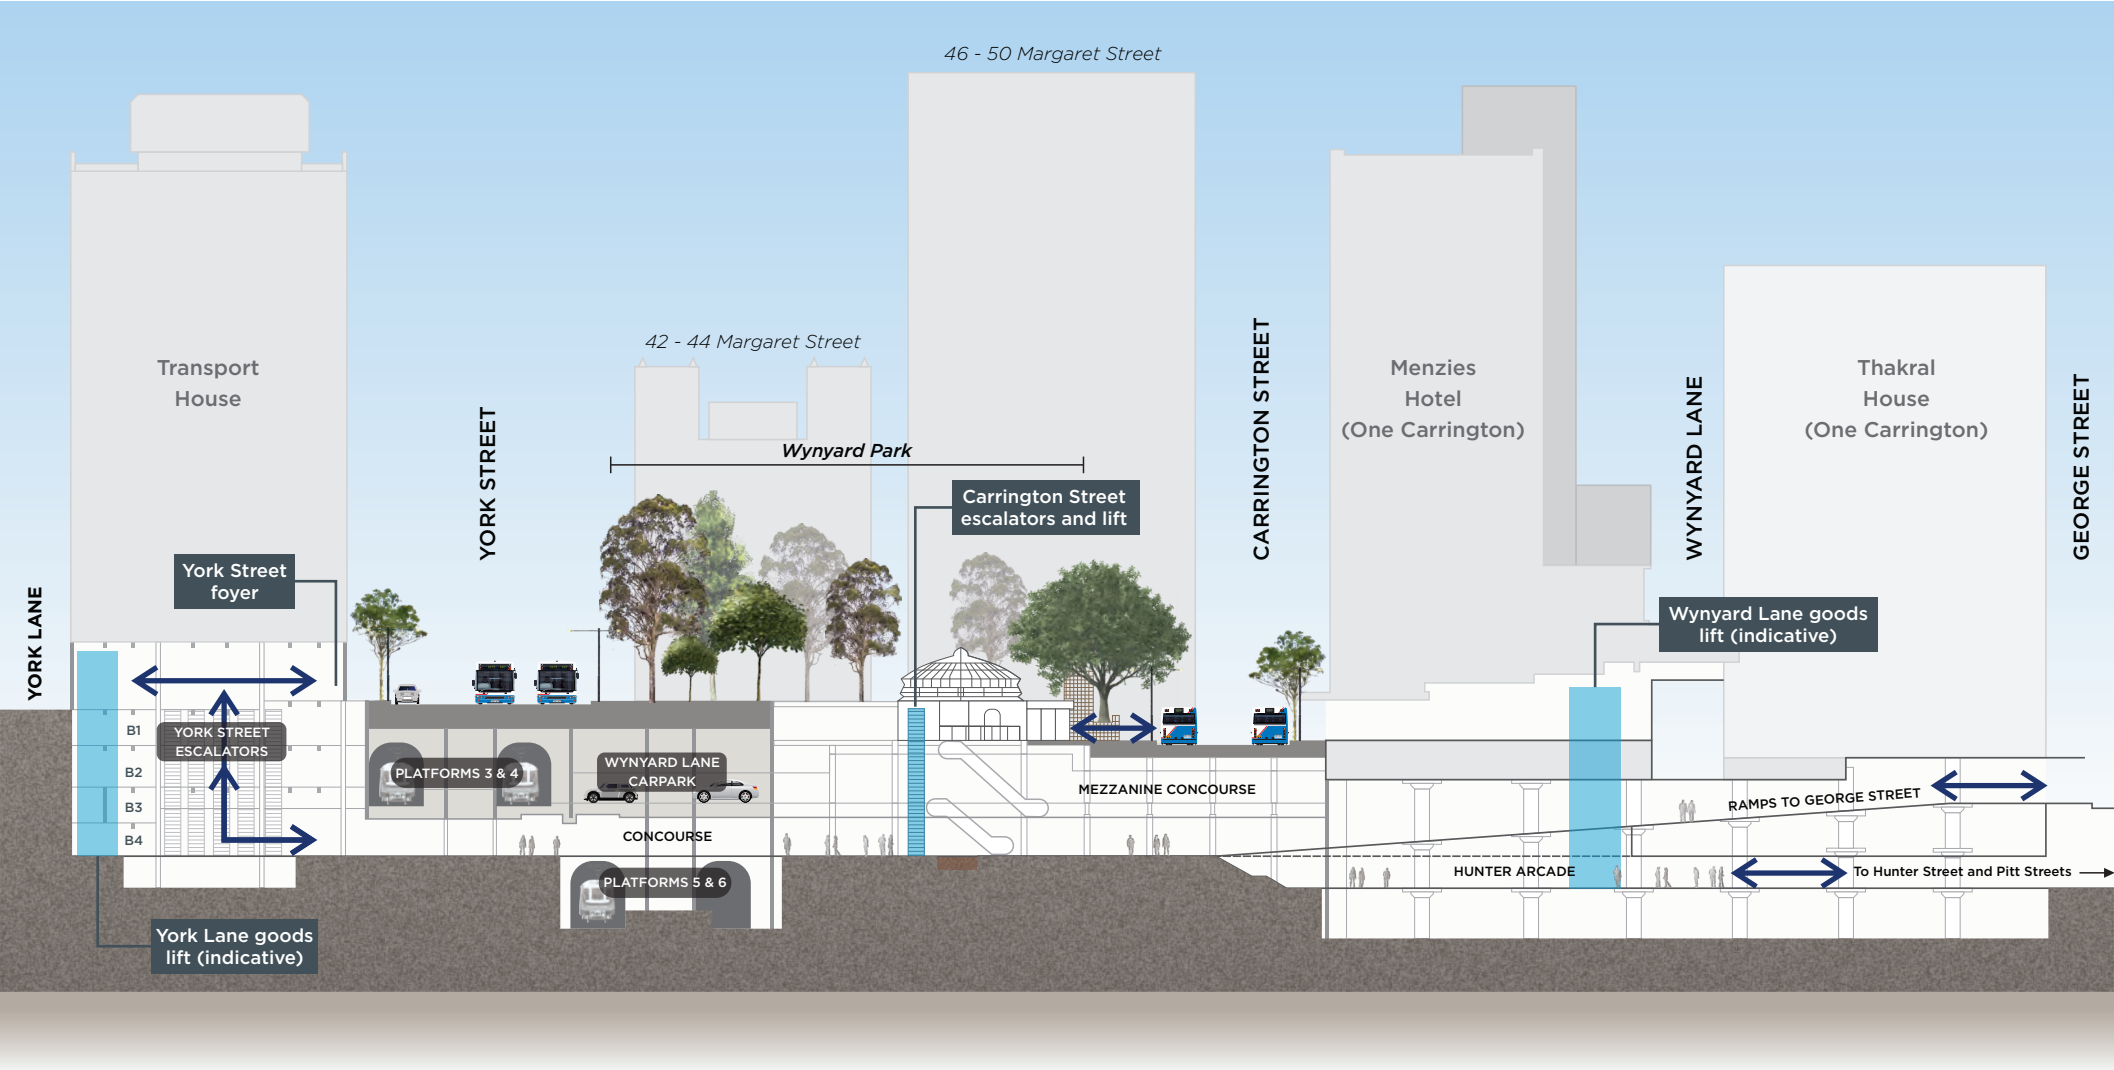 46 - 50 Margaret Street
42 - 44 Margaret Street
Transport
House
Menzies
Hotel
(One Carrington)
Thakral
House
(One Carrington)
YORK LANE
YORK STREET
CARRINGTON STREET
WYNYARD LANE
GEORGE STREET
Wynyard Park
Carrington Street
escalators and lift
York Street
foyer
Wynyard Lane goods
lift (indicative)
B1
B2
B3
B4
YORK STREET
ESCALATORS
PLATFORMS 3 & 4
WYNYARD LANE
CARPARK
MEZZANINE CONCOURSE
RAMPS TO GEORGE STREET
CONCOURSE
HUNTER ARCADE
To Hunter Street and Pitt Streets
PLATFORMS 5 & 6
York Lane goods
lift (indicative)